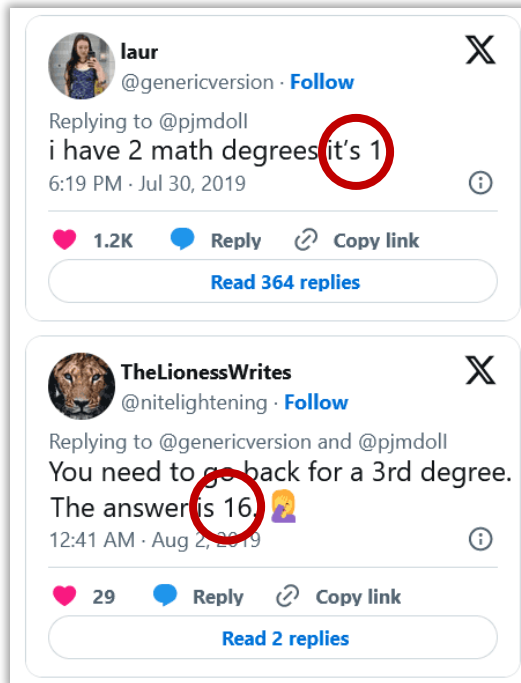 laur
@genericversion · Follow
Replying to @pjmdoll
i have 2 math degrees it's 1
6:19 PM · Jul 30, 2019
1.2K Reply Copy link
Read 364 replies
TheLionessWrites
@nitelightening · Follow
Replying to @genericversion and @pjmdoll
You need to go back for a 3rd degree.
The answer is 16. 🤦
12:41 AM · Aug 2, 2019
29 Reply Copy link
Read 2 replies